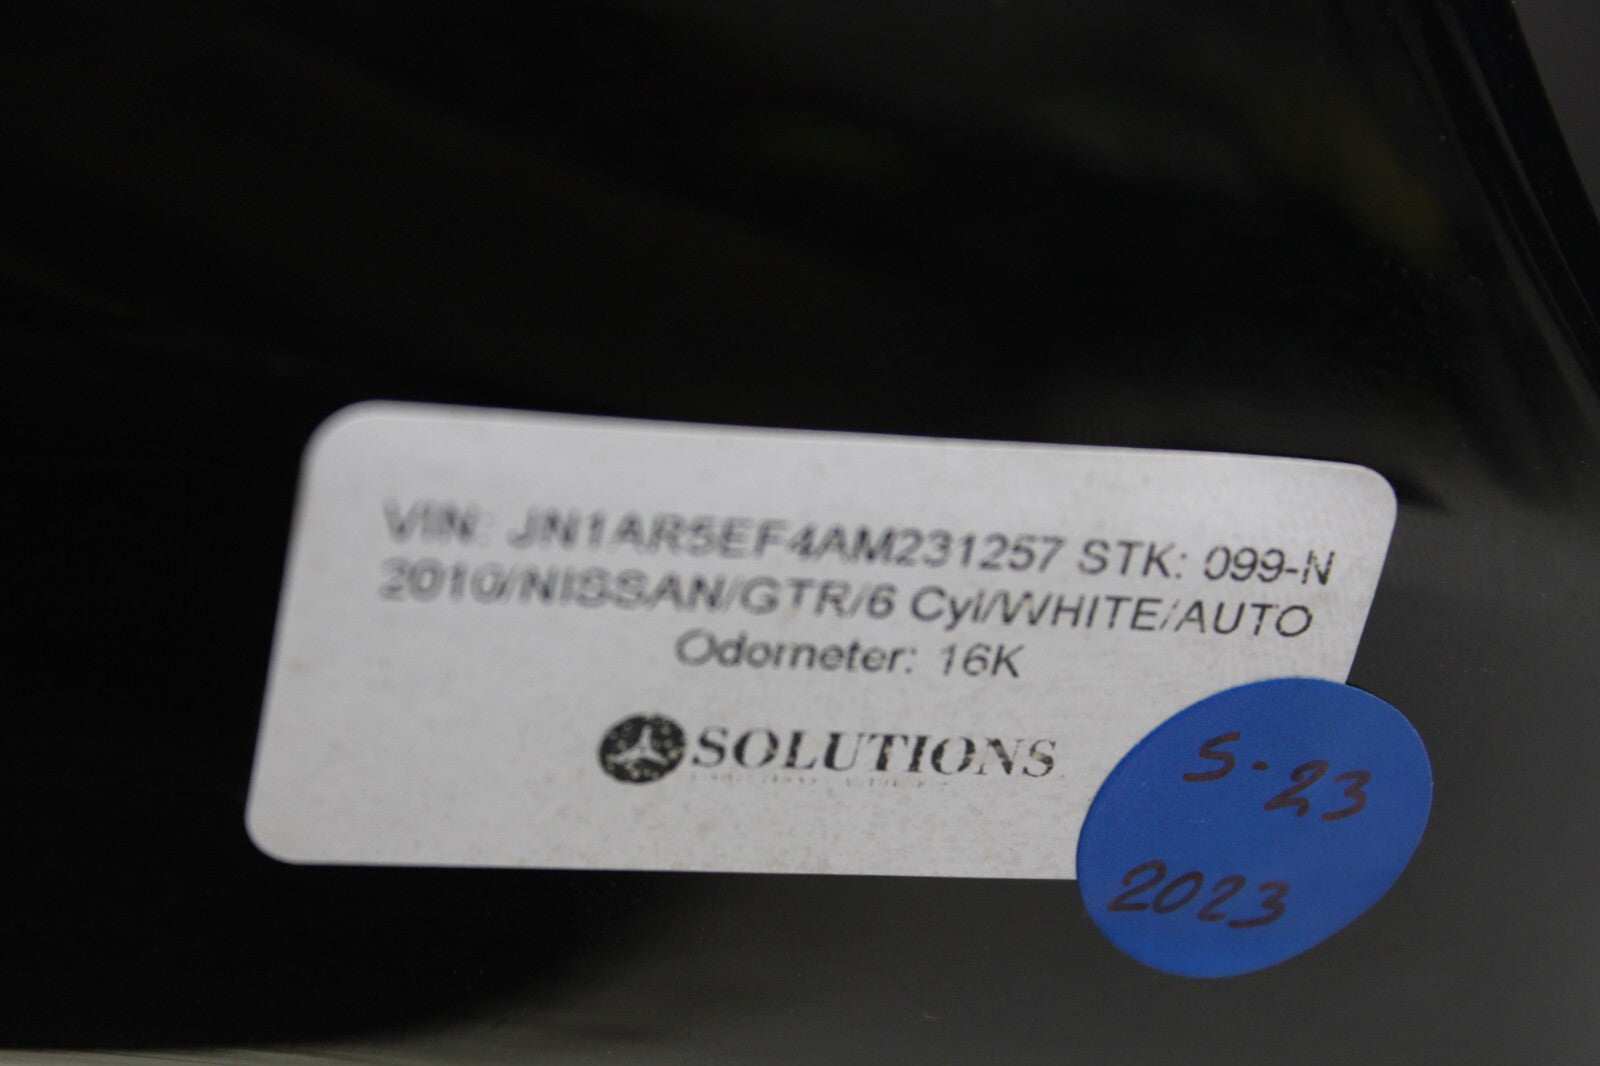 VIN: JN1AR5EF4AM231257 STK: 099-N
2010/NISSAN/GTR/6 Cyl/WHITE/AUTO
Odometer: 16K
SOLUTIONS
5-23
2023